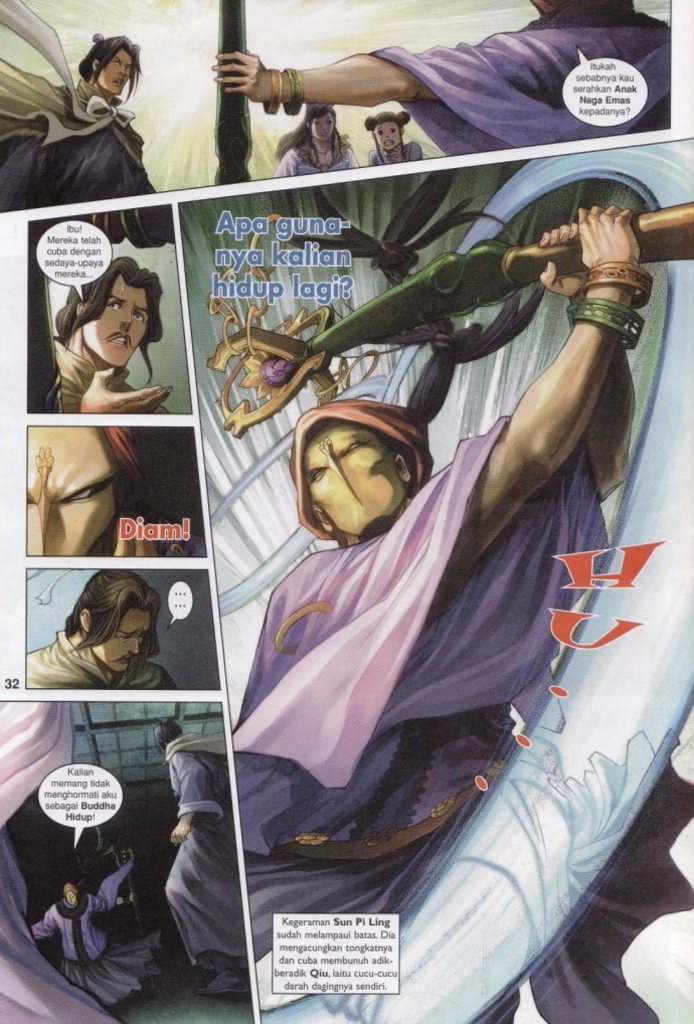 Itukah
sebabnya kau
serahkan Anak
Naga Emas
kepadanya?
Ibu!
Mereka telah
cuba dengan
sedaya-upaya
mereka...
Apa guna-
nya kalian
hidup lagi?
Diam!
...
...
HU...
32
Kalian
memang tidak
menghormati aku
sebagai Buddha
Hidup!
Kegeraman Sun Pi Ling
sudah melampaui batas. Dia
mengacungkan tongkatnya
dan cuba membunuh adik-
beradik Qiu, iaitu cucu-cucu
darah dagingnya sendiri.